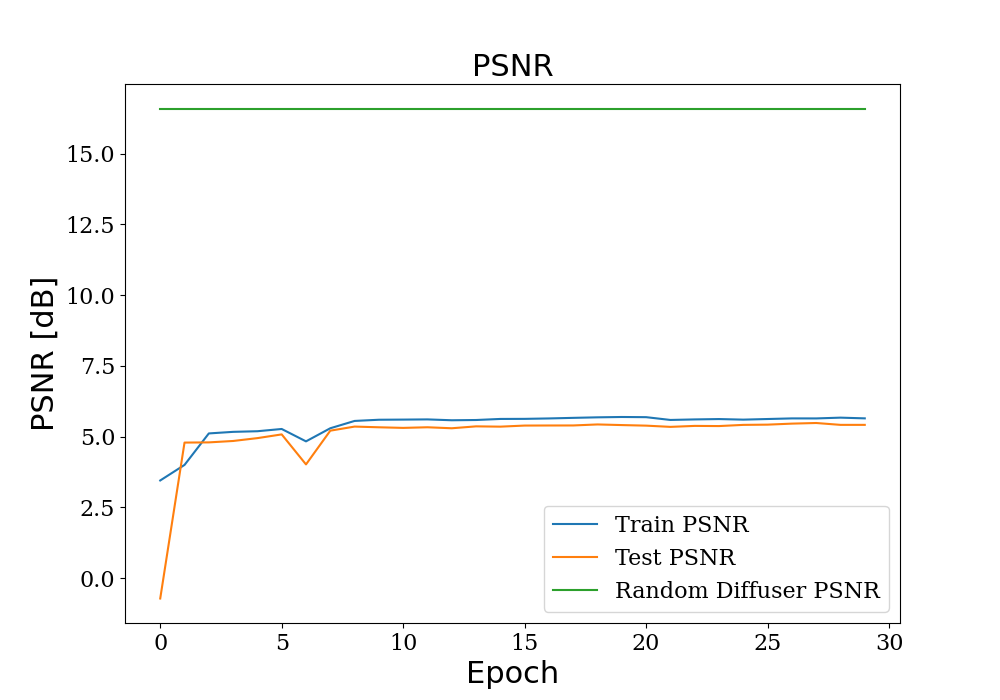 PSNR
PSNR [dB]
15.0
12.5
10.0
7.5
5.0
2.5
0.0
Train PSNR
Test PSNR
Random Diffuser PSNR
0 5 10 15 20 25 30
Epoch